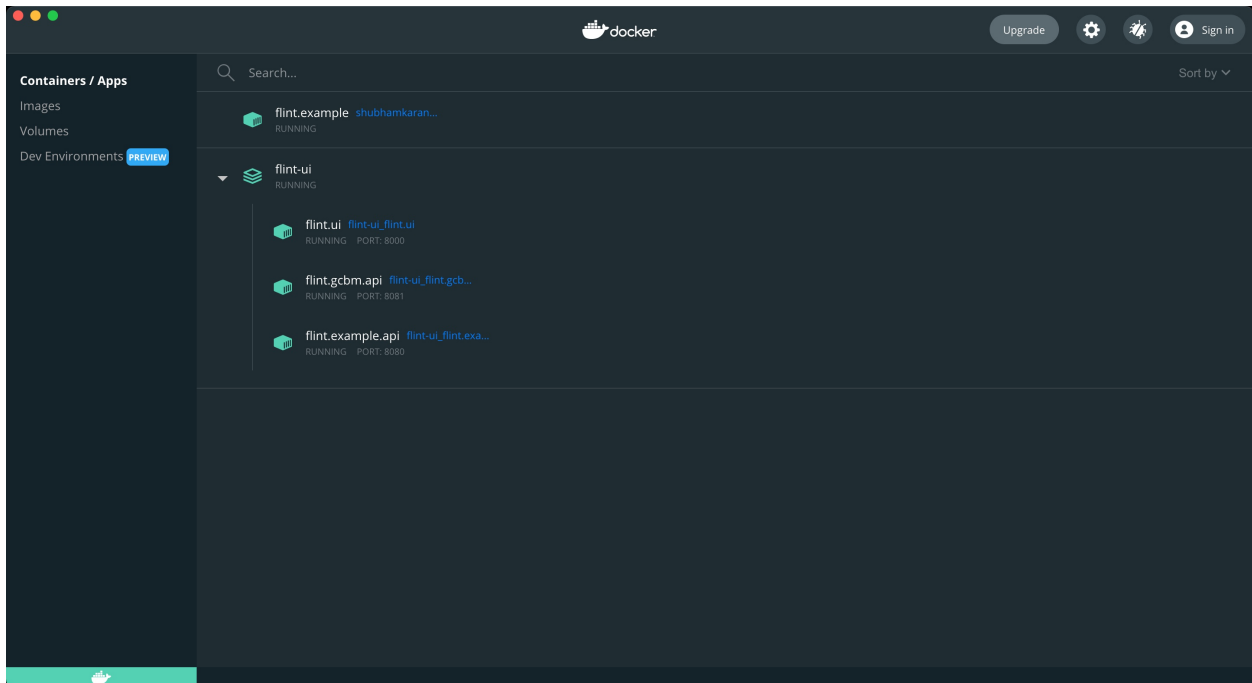 docker
Upgrade
Sign in
Containers / Apps
Images
Volumes
Dev Environments PREVIEW
Search...
Sort by
flint.example shubhamkaran...
RUNNING
flint-ui
RUNNING
flint.ui flint-ui_flint.ui
RUNNING PORT: 8000
flint.gcbm.api flint-ui_flint.gcb...
RUNNING PORT: 8081
flint.example.api flint-ui_flint.exa...
RUNNING PORT: 8080